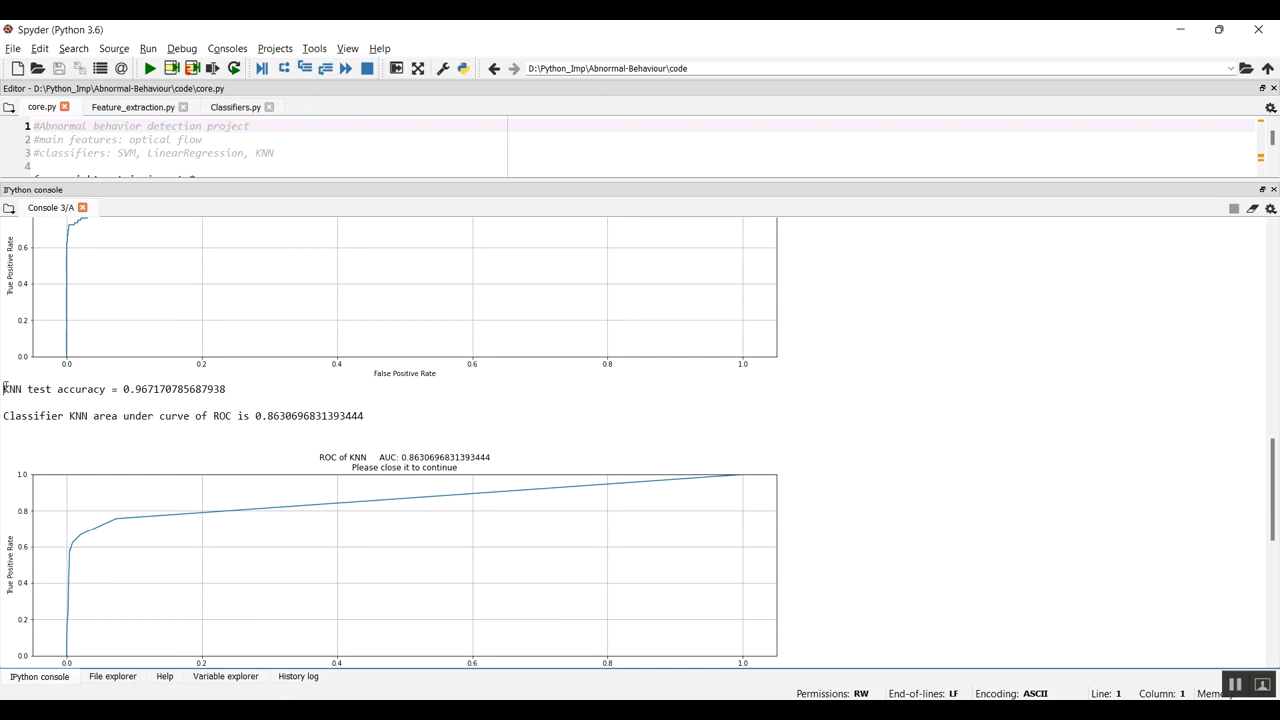 Spyder (Python 3.6)
File Edit Search Source Run Debug Consoles Projects Tools View Help
D:\Python_Imp\Abnormal-Behaviour\code
Editor - D:\Python_Imp\Abnormal-Behaviour\code\core.py
core.py Feature_extraction.py Classifiers.py
1 #Abnormal behavior detection project
2 #main features: optical flow
3 #classifiers: SVM, LinearRegression, KNN
4
IPython console
Console 3/A
True Positive Rate
0.6
0.4
0.2
0.0
0.0 0.2 0.4 0.6 0.8 1.0
False Positive Rate
KNN test accuracy = 0.967170785687938
Classifier KNN area under curve of ROC is 0.8630696831393444
ROC of KNN AUC: 0.8630696831393444
Please close it to continue
True Positive Rate
1.0
0.8
0.6
0.4
0.2
0.0
0.0 0.2 0.4 0.6 0.8 1.0
IPython console File explorer Help Variable explorer History log
Permissions: RW End-of-lines: LF Encoding: ASCII Line: 1 Column: 1